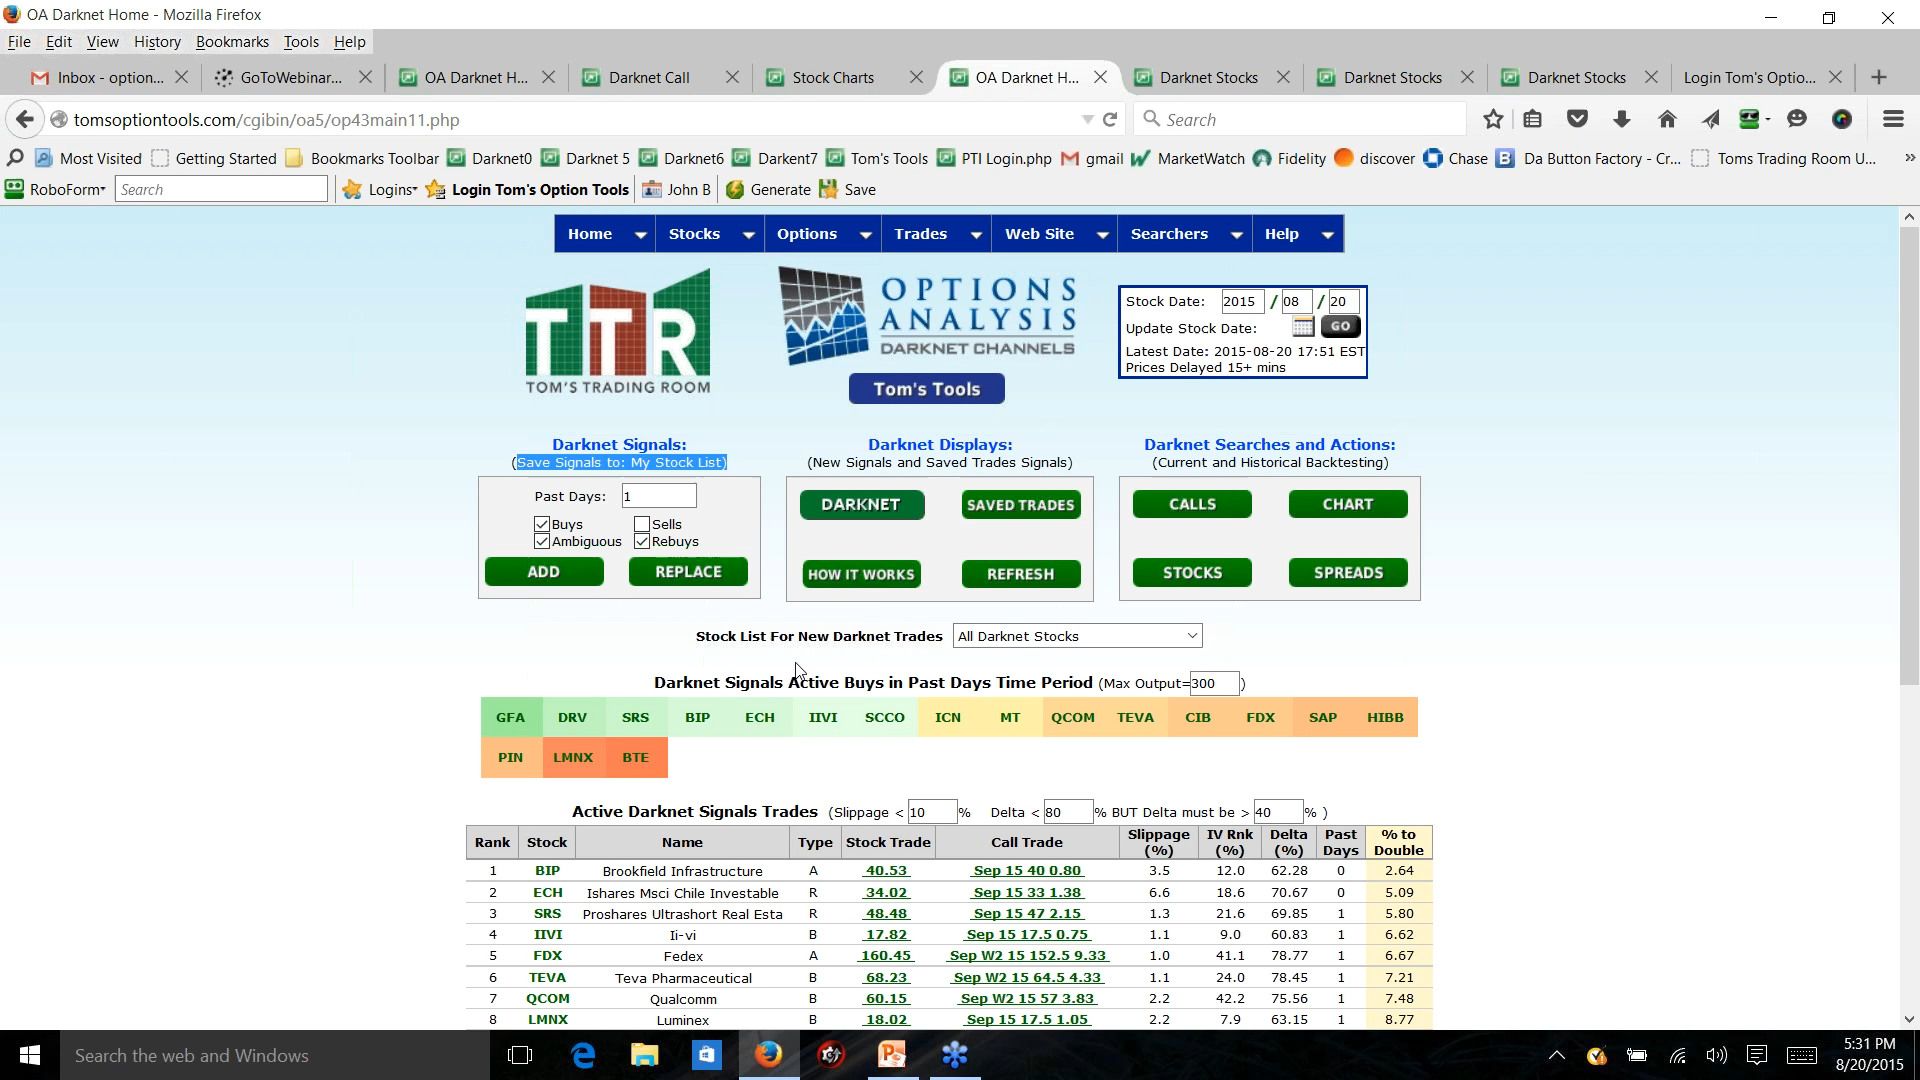 OA Darknet Home - Mozilla Firefox
File Edit View History Bookmarks Tools Help
Inbox - option... GoToWebinar... OA Darknet H... Darknet Call Stock Charts OA Darknet H... Darknet Stocks Darknet Stocks Darknet Stocks Login Tom's Optio...
tomsoptiontools.com/cgibin/oa5/op43main11.php Search
Most Visited Getting Started Bookmarks Toolbar Darknet0 Darknet 5 Darknet6 Darkent7 Tom's Tools PTI Login.php gmail MarketWatch Fidelity discover Chase Da Button Factory - Cr... Toms Trading Room U... »
RoboForm Search Logins Login Tom's Option Tools John B Generate Save
Home Stocks Options Trades Web Site Searchers Help
TTR
TOM'S TRADING ROOM
OPTIONS
ANALYSIS
DARKNET CHANNELS
Tom's Tools
Stock Date: 2015 / 08 / 20
Update Stock Date: GO
Latest Date: 2015-08-20 17:51 EST
Prices Delayed 15+ mins
Darknet Signals:
(Save Signals to: My Stock List)
Past Days: 1
Buys Sells
Ambiguous Rebuys
ADD REPLACE
Darknet Displays:
(New Signals and Saved Trades Signals)
DARKNET SAVED TRADES
HOW IT WORKS REFRESH
Darknet Searches and Actions:
(Current and Historical Backtesting)
CALLS CHART
STOCKS SPREADS
Stock List For New Darknet Trades All Darknet Stocks
Darknet Signals Active Buys in Past Days Time Period (Max Output=300 )
GFA DRV SRS BIP ECH IIVI SCCO ICN MT QCOM TEVA CIB FDX SAP HIBB
PIN LMNX BTE
Active Darknet Signals Trades (Slippage < 10 % Delta < 80 % BUT Delta must be > 40 % )
Rank Stock Name Type Stock Trade Call Trade Slippage (%) IV Rnk (%) Delta (%) Past Days % to Double
1 BIP Brookfield Infrastructure A 40.53 Sep 15 40 0.80 3.5 12.0 62.28 0 2.64
2 ECH Ishares Msci Chile Investable R 34.02 Sep 15 33 1.38 6.6 18.6 70.67 0 5.09
3 SRS Proshares Ultrashort Real Esta R 48.48 Sep 15 47 2.15 1.3 21.6 69.85 1 5.80
4 IIVI Ii-vi B 17.82 Sep 15 17.5 0.75 1.1 9.0 60.83 1 6.62
5 FDX Fedex A 160.45 Sep W2 15 152.5 9.33 1.0 41.1 78.77 1 6.67
6 TEVA Teva Pharmaceutical B 68.23 Sep W2 15 64.5 4.33 1.1 24.0 78.45 1 7.21
7 QCOM Qualcomm B 60.15 Sep W2 15 57 3.83 2.2 42.2 75.56 1 7.48
8 LMNX Luminex B 18.02 Sep 15 17.5 1.05 2.2 7.9 63.15 1 8.77
Search the web and Windows
5:31 PM
8/20/2015